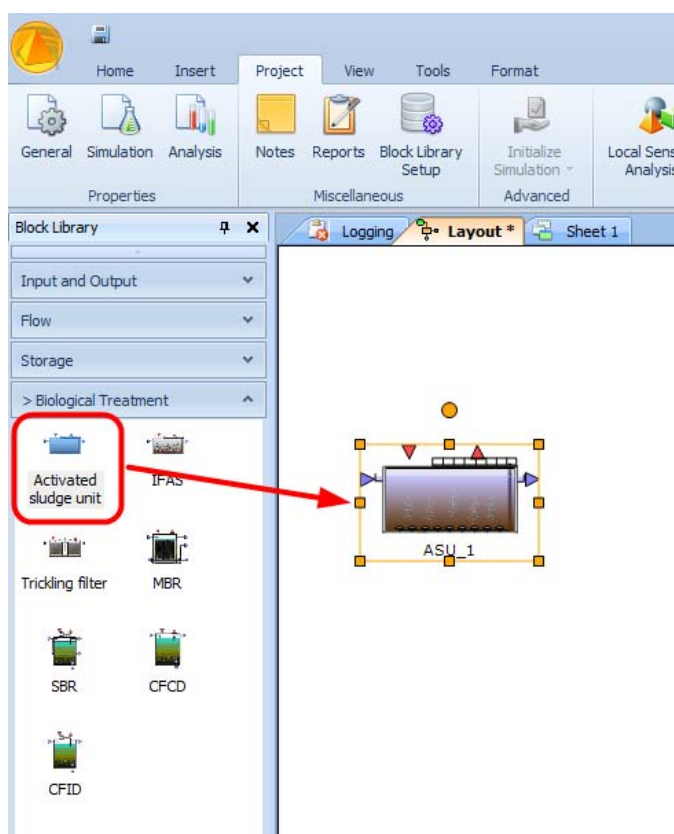 Home Insert Project View Tools Format
General Simulation Analysis Notes Reports Block Library Setup Initialize Simulation Local Sens Analysis
Properties Miscellaneous Advanced
Block Library
Logging Layout * Sheet 1
Input and Output
Flow
Storage
> Biological Treatment
Activated sludge unit
IFAS
Trickling filter
MBR
SBR
CFCD
CFID
ASU_1